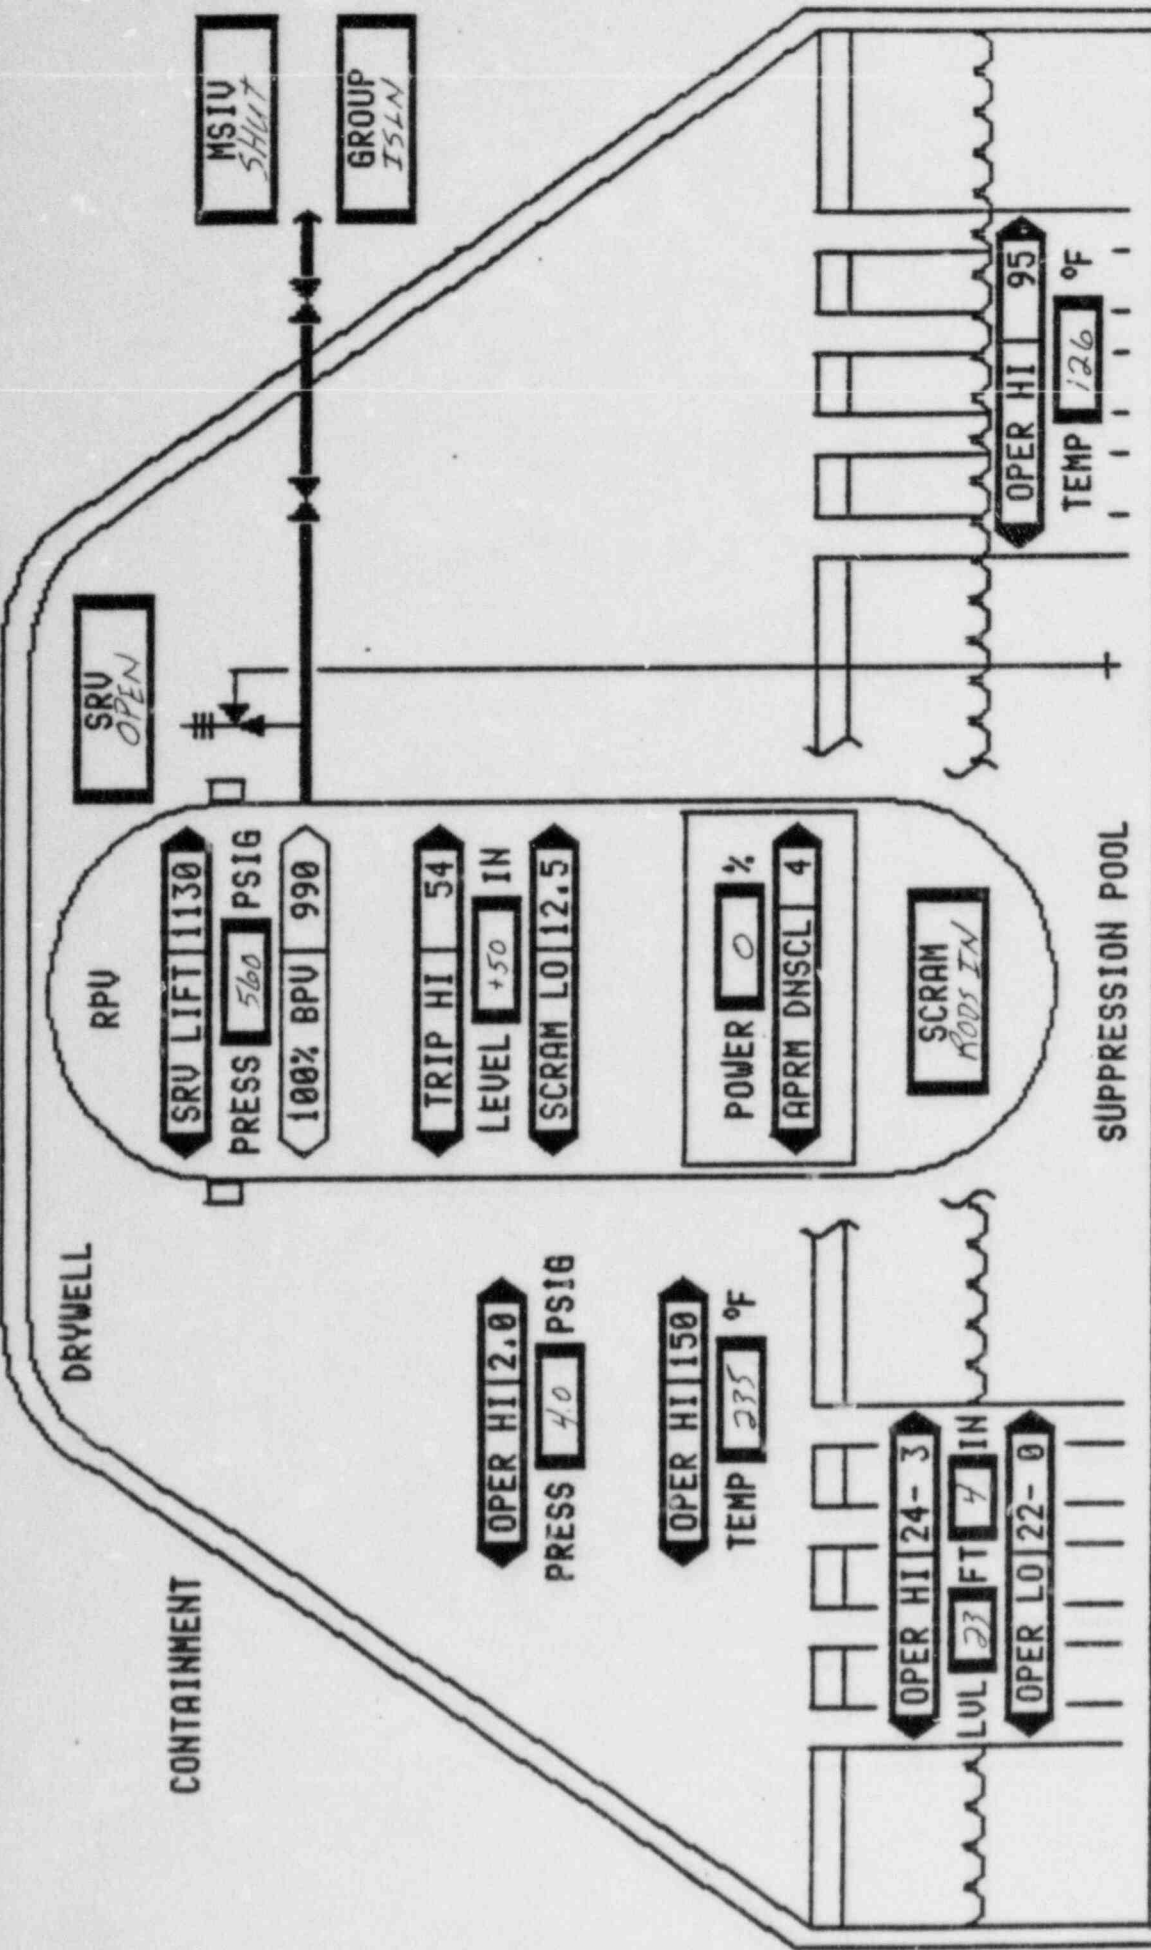 CONTAINMENT
DRYWELL
RPV
SRV
OPEN
MSIV
SHUT
GROUP
ISLN
SRV LIFT 1130
PRESS 560 PSIG
100% BPV 990
TRIP HI 54
LEVEL +50 IN
SCRAM LO 12.5
POWER 0 %
APRM DNSCL 4
SCRAM
RODS IN
OPER HI 2.0
PRESS 4.0 PSIG
OPER HI 150
TEMP 235 °F
OPER HI 24- 3
LVL 23 FT 4 IN
OPER LO 22- 0
OPER HI 95
TEMP 126 °F
SUPPRESSION POOL